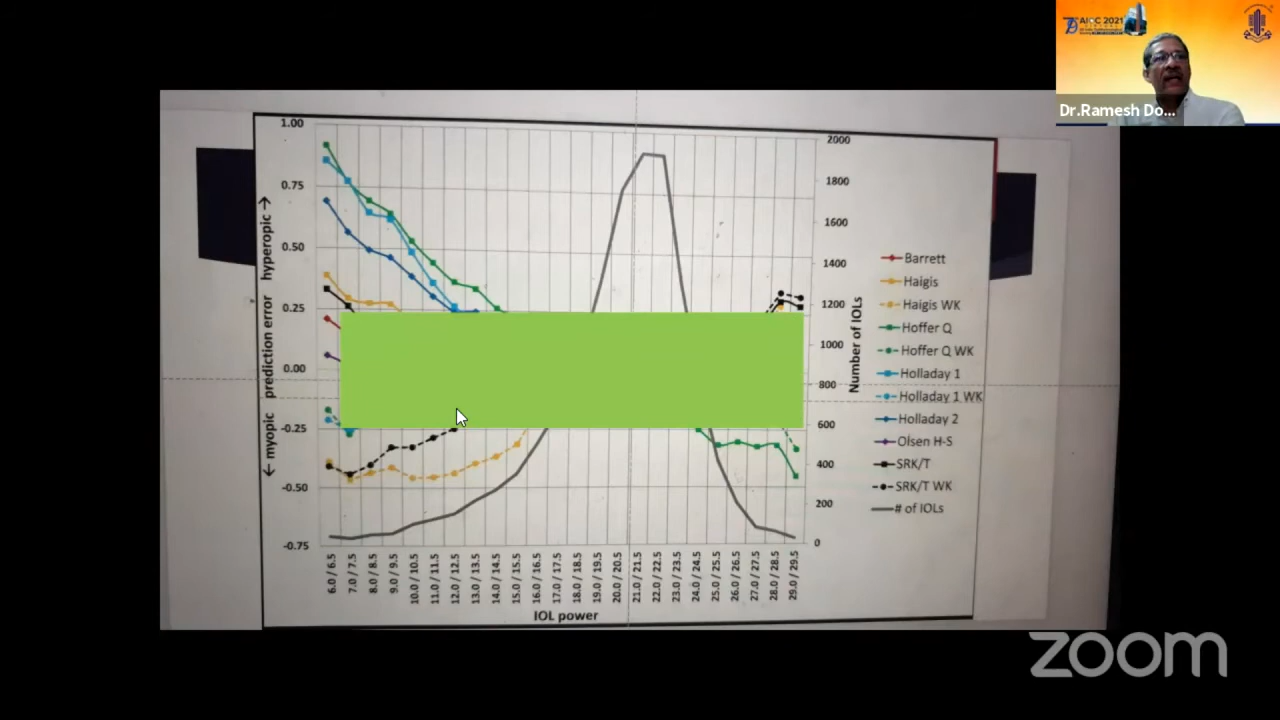 AIOC 2021
Dr.Ramesh Do...
1.00
0.75
0.50
0.25
0.00
-0.25
-0.50
-0.75
← myopic prediction error hyperopic →
2000
1800
1600
1400
1200
1000
800
600
400
200
0
Number of IOLs
Barrett
Haigis
Haigis WK
Hoffer Q
Hoffer Q WK
Holladay 1
Holladay 1 WK
Holladay 2
Olsen H-S
SRK/T
SRK/T WK
# of IOLs
6.0 / 6.5
7.0 / 7.5
8.0 / 8.5
9.0 / 9.5
10.0 / 10.5
11.0 / 11.5
12.0 / 12.5
13.0 / 13.5
14.0 / 14.5
15.0 / 15.5
16.0 / 16.5
17.0 / 17.5
18.0 / 18.5
19.0 / 19.5
20.0 / 20.5
21.0 / 21.5
22.0 / 22.5
23.0 / 23.5
24.0 / 24.5
25.0 / 25.5
26.0 / 26.5
27.0 / 27.5
28.0 / 28.5
29.0 / 29.5
IOL power
zoom